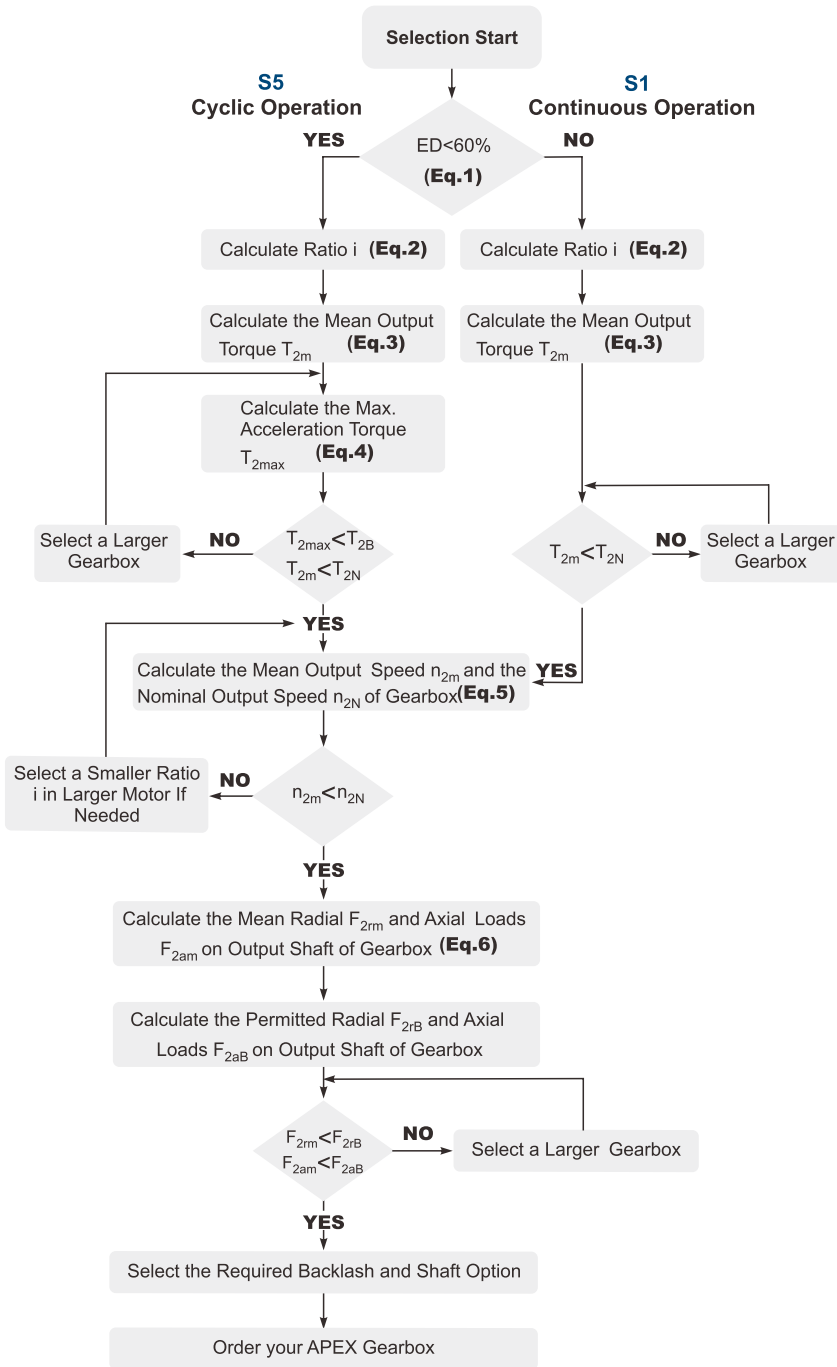 Selection Start
S5
Cyclic Operation
S1
Continuous Operation
YES
ED<60%
(Eq.1)
NO
Calculate Ratio i (Eq.2)
Calculate Ratio i (Eq.2)
Calculate the Mean Output
Torque T2m (Eq.3)
Calculate the Mean Output
Torque T2m (Eq.3)
Calculate the Max.
Acceleration Torque
T2max (Eq.4)
Select a Larger
Gearbox
NO
T2max<T2B
T2m<T2N
T2m<T2N
NO
Select a Larger
Gearbox
YES
Calculate the Mean Output Speed n2m and the
Nominal Output Speed n2N of Gearbox(Eq.5)
YES
Select a Smaller Ratio
i in Larger Motor If
Needed
NO
n2m<n2N
YES
Calculate the Mean Radial F2rm and Axial Loads
F2am on Output Shaft of Gearbox (Eq.6)
Calculate the Permitted Radial F2rB and Axial
Loads F2aB on Output Shaft of Gearbox
F2rm<F2rB
F2am<F2aB
NO
Select a Larger Gearbox
YES
Select the Required Backlash and Shaft Option
Order your APEX Gearbox